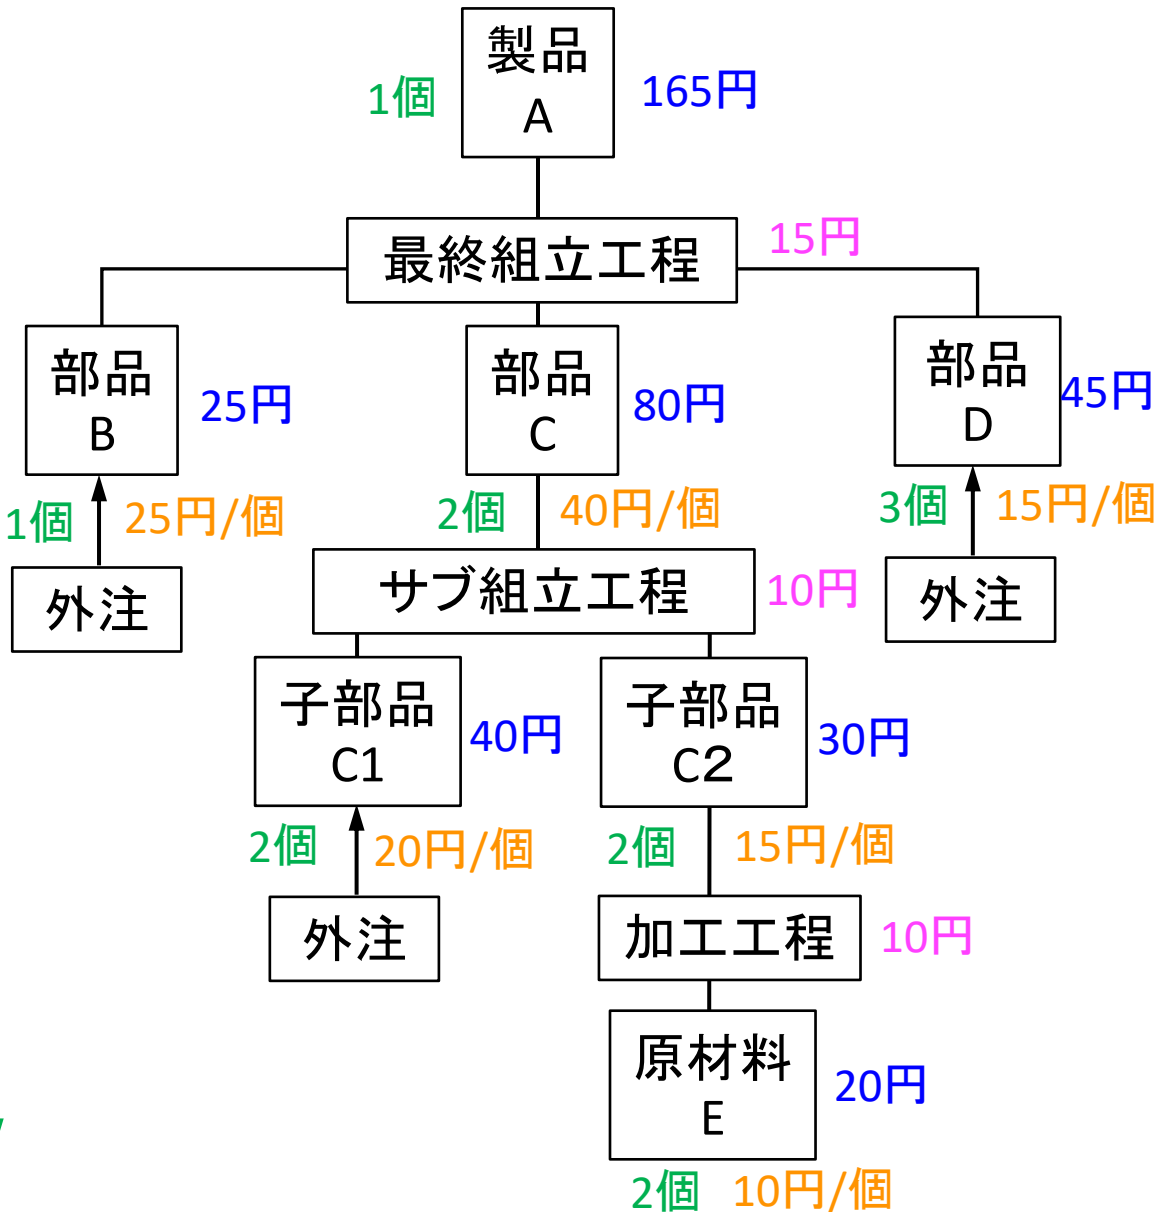 製品
A
1個
165円
最終組立工程
15円
部品
B
25円
部品
C
80円
部品
D
45円
1個
25円/個
2個
40円/個
3個
15円/個
外注
サブ組立工程
10円
外注
子部品
C1
40円
子部品
C2
30円
2個
20円/個
2個
15円/個
外注
加工工程
10円
原材料
E
20円
2個
10円/個